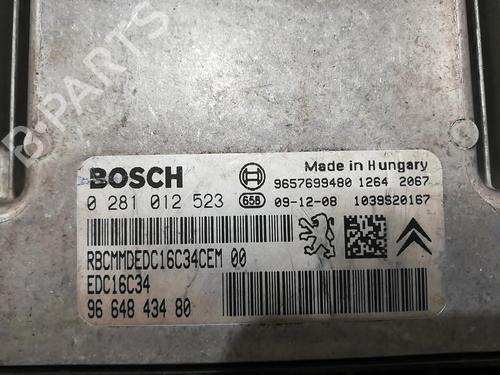 B-PARTS
BOSCH
Made in Hungary
9657699480 1264 2067
0 281 012 523 658 09-12-08 1039S20167
RBCMMDEDC16C34CEM 00
EDC16C34
96 648 434 80